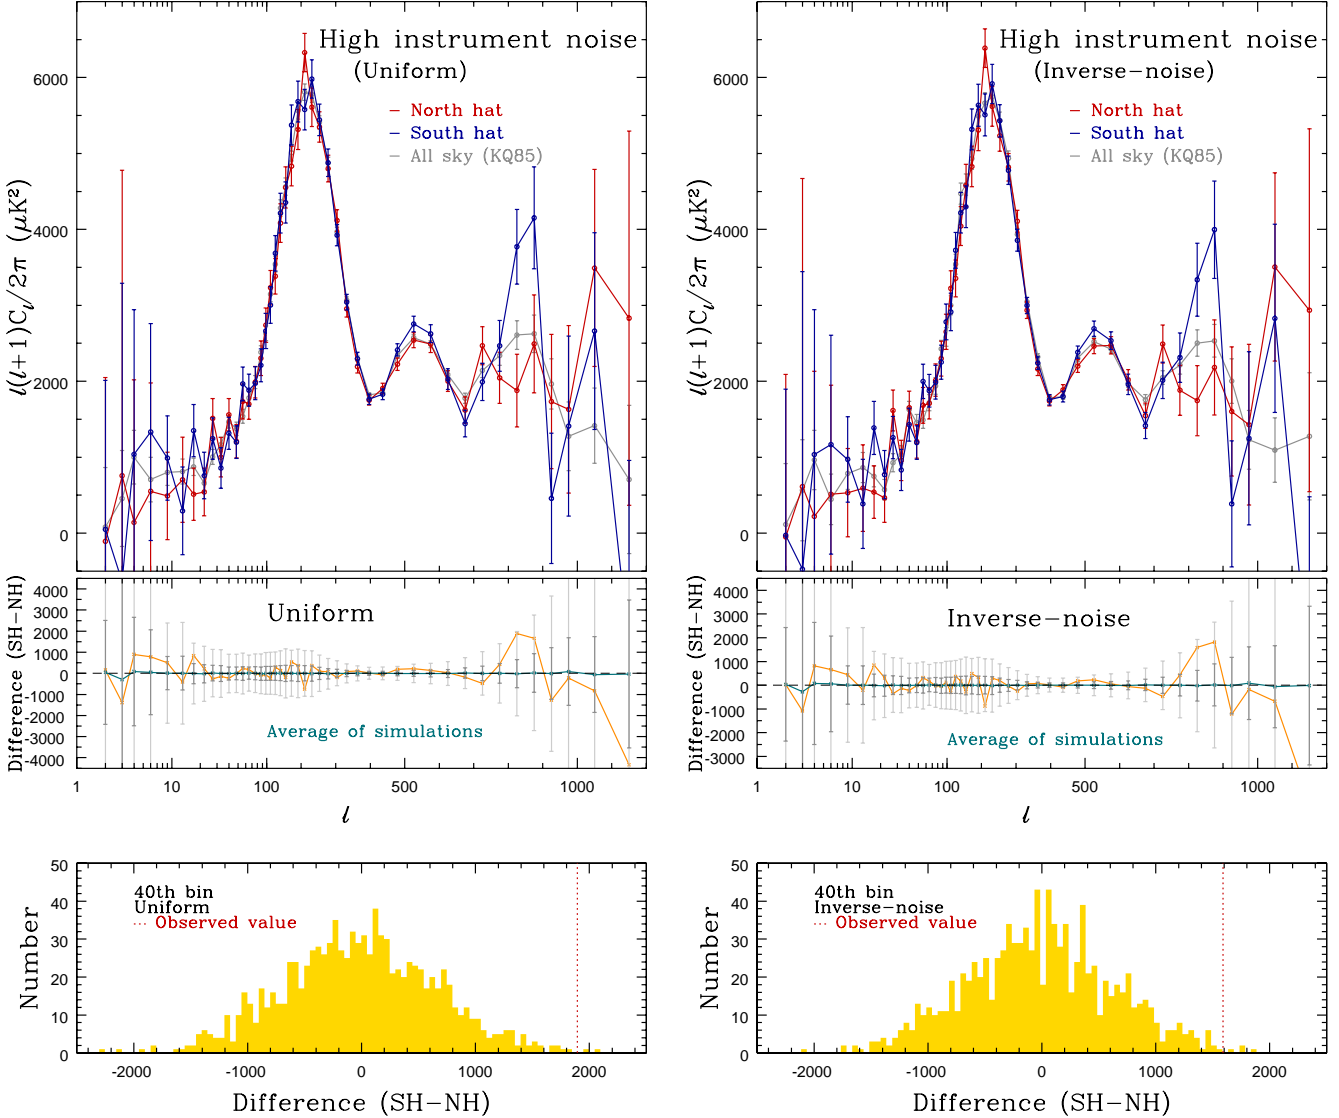 High instrument noise
(Uniform)
North hat
South hat
All sky (KQ85)
l(l+1)C_l/2π (μK²)
6000
4000
2000
0
Uniform
Average of simulations
Difference (SH−NH)
4000
3000
2000
1000
0
-1000
-2000
-3000
-4000
1 10 100 500 1000
l
High instrument noise
(Inverse−noise)
North hat
South hat
All sky (KQ85)
l(l+1)C_l/2π (μK²)
6000
4000
2000
0
Inverse−noise
Average of simulations
Difference (SH−NH)
4000
3000
2000
1000
0
-1000
-2000
-3000
1 10 100 500 1000
l
40th bin
Uniform
Observed value
Number
50
40
30
20
10
0
-2000 -1000 0 1000 2000
Difference (SH−NH)
40th bin
Inverse−noise
Observed value
Number
50
40
30
20
10
0
-2000 -1000 0 1000 2000
Difference (SH−NH)